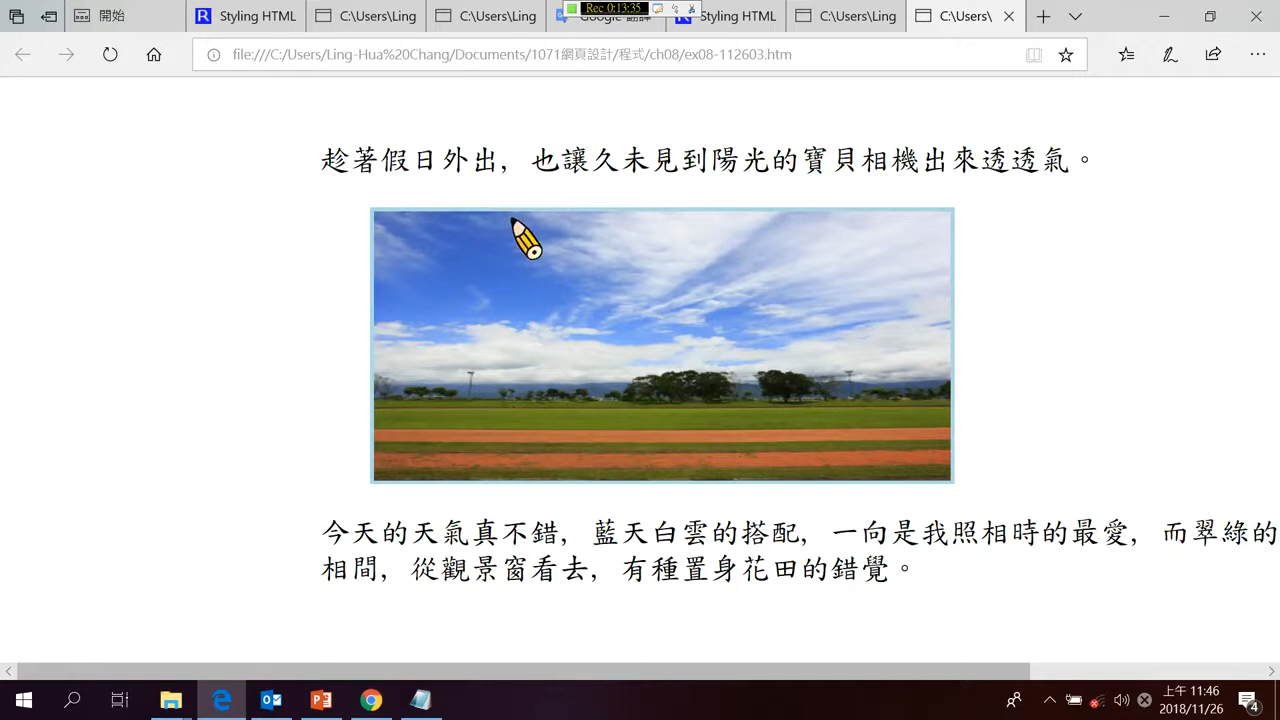 Rec 0:13:35
開始
Styling HTML
C:\Users\Ling
C:\Users\Ling
Google 翻譯
Styling HTML
C:\Users\Ling
C:\Users\
file:///C:/Users/Ling-Hua%20Chang/Documents/1071網頁設計/程式/ch08/ex08-112603.htm
趁著假日外出，也讓久未見到陽光的寶貝相機出來透透氣。
今天的天氣真不錯，藍天白雲的搭配，一向是我照相時的最愛，而翠綠的
相間，從觀景窗看去，有種置身花田的錯覺。
上午 11:46
2018/11/26
4